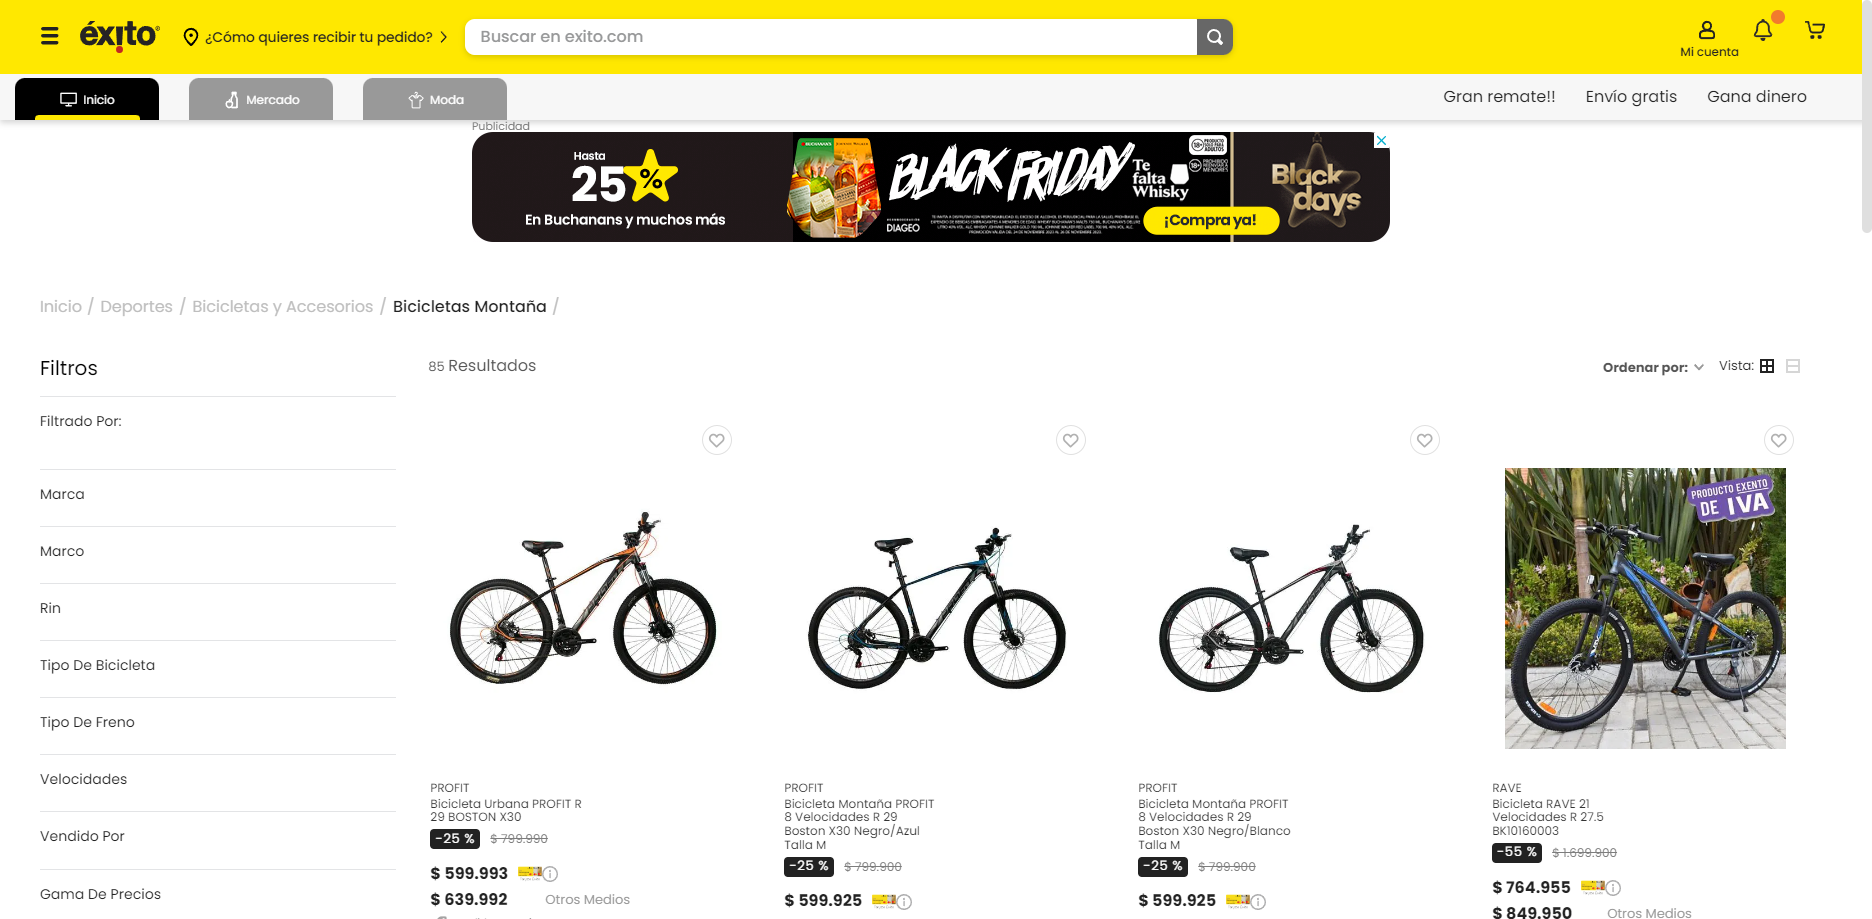 éxito
¿Cómo quieres recibir tu pedido?
Buscar en exito.com
Mi cuenta
Inicio
Mercado
Moda
Gran remate!!
Envío gratis
Gana dinero
Publicidad
Hasta
25%
En Buchanans y muchos más
BLACK FRIDAY
Te falta
Whisky
DIAGEO
¡Compra ya!
Black
days
Inicio / Deportes / Bicicletas y Accesorios / Bicicletas Montaña /
Filtros
85 Resultados
Ordenar por:
Vista:
Filtrado Por:
Marca
Marco
Rin
Tipo De Bicicleta
Tipo De Freno
Velocidades
Vendido Por
Gama De Precios
PROFIT
Bicicleta Urbana PROFIT R
29 BOSTON X30
-25 % $ 799.990
$ 599.993
$ 639.992 Otros Medios
PROFIT
Bicicleta Montaña PROFIT
8 Velocidades R 29
Boston X30 Negro/Azul
Talla M
-25 % $ 799.900
$ 599.925
PROFIT
Bicicleta Montaña PROFIT
8 Velocidades R 29
Boston X30 Negro/Blanco
Talla M
-25 % $ 799.900
$ 599.925
PRODUCTO EXENTO
DE IVA
RAVE
Bicicleta RAVE 21
Velocidades R 27.5
BK10160003
-55 % $ 1.699.900
$ 764.955
$ 849.950 Otros Medios